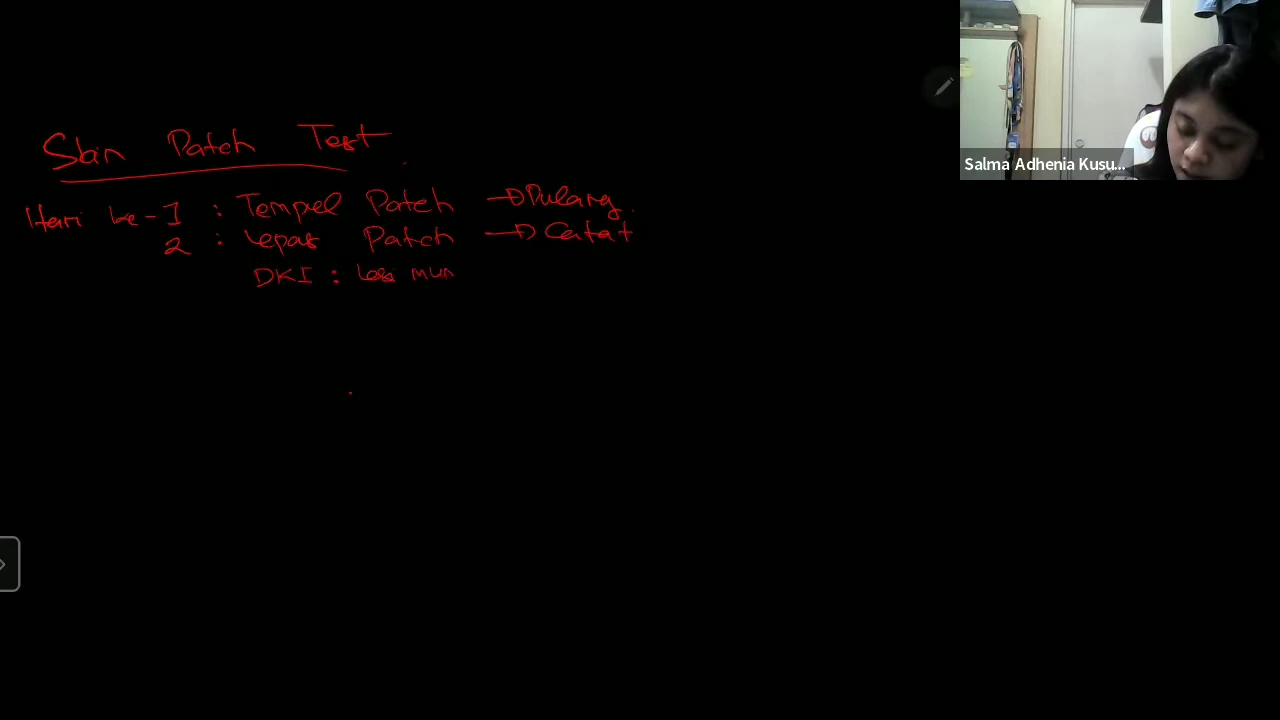 Skin Patch Test
Hari ke-1 : Tempel Patch → Pulang.
2 : Lepas Patch → Catat
DKI : Lesi mun
Salma Adhenia Kusu...